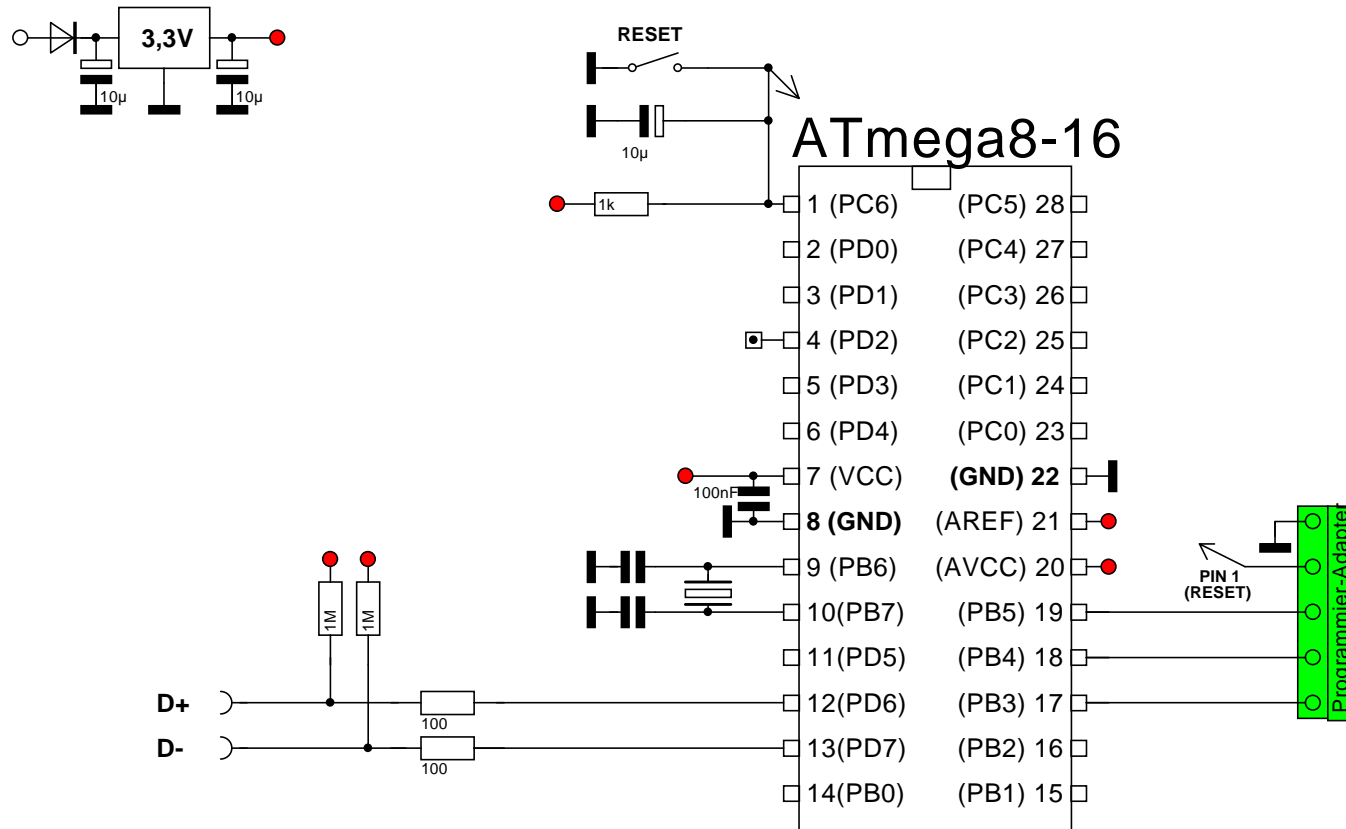 3,3V
10µ
10µ
RESET
10µ
ATmega8-16
1k
1 (PC6)
(PC5) 28
2 (PD0)
(PC4) 27
3 (PD1)
(PC3) 26
4 (PD2)
(PC2) 25
5 (PD3)
(PC1) 24
6 (PD4)
(PC0) 23
7 (VCC)
(GND) 22
100nF
8 (GND)
(AREF) 21
9 (PB6)
(AVCC) 20
PIN 1
(RESET)
10(PB7)
(PB5) 19
1M
1M
11(PD5)
(PB4) 18
Programmier-Adapter
D+
100
12(PD6)
(PB3) 17
D-
100
13(PD7)
(PB2) 16
14(PB0)
(PB1) 15